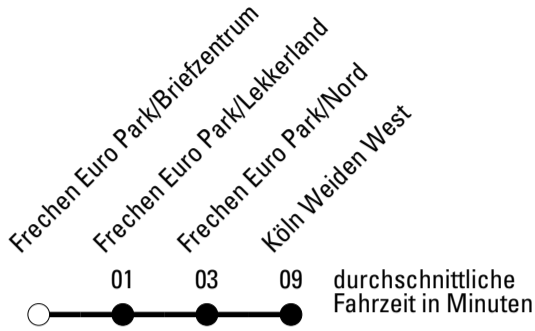 Frechen Euro Park/Briefzentrum
Frechen Euro Park/Lekkerland
Frechen Euro Park/Nord
Köln Weiden West
01 03 09 durchschnittliche
Fahrzeit in Minuten